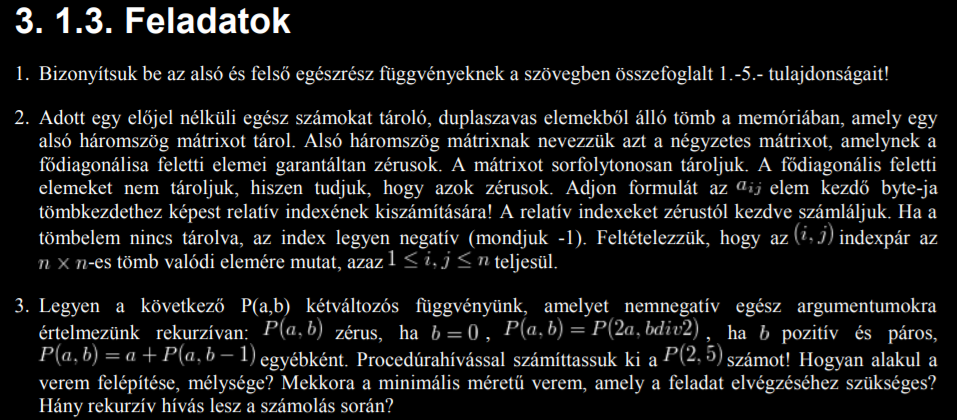 3. 1.3. Feladatok
1. Bizonyítsuk be az alsó és felső egészrész függvényeknek a szövegben összefoglalt 1.-5.- tulajdonságait!
2. Adott egy előjel nélküli egész számokat tároló, duplaszavas elemekből álló tömb a memóriában, amely egy
alsó háromszög mátrixot tárol. Alsó háromszög mátrixnak nevezzük azt a négyzetes mátrixot, amelynek a
fődiagonálisa feletti elemei garantáltan zérusok. A mátrixot sorfolytonosan tároljuk. A fődiagonális feletti
elemeket nem tároljuk, hiszen tudjuk, hogy azok zérusok. Adjon formulát az a_{ij} elem kezdő byte-ja
tömbkezdethez képest relatív indexének kiszámítására! A relatív indexeket zérustól kezdve számláljuk. Ha a
tömbelem nincs tárolva, az index legyen negatív (mondjuk -1). Feltételezzük, hogy az (i, j) indexpár az
n × n-es tömb valódi elemére mutat, azaz 1 ≤ i, j ≤ n teljesül.
3. Legyen a következő P(a,b) kétváltozós függvényünk, amelyet nemnegatív egész argumentumokra
értelmezünk rekurzívan: P(a, b) zérus, ha b = 0 , P(a, b) = P(2a, bdiv2) , ha b pozitív és páros,
P(a, b) = a + P(a, b − 1) egyébként. Procedúrahívással számíttassuk ki a P(2, 5) számot! Hogyan alakul a
verem felépítése, mélysége? Mekkora a minimális méretű verem, amely a feladat elvégzéséhez szükséges?
Hány rekurzív hívás lesz a számolás során?